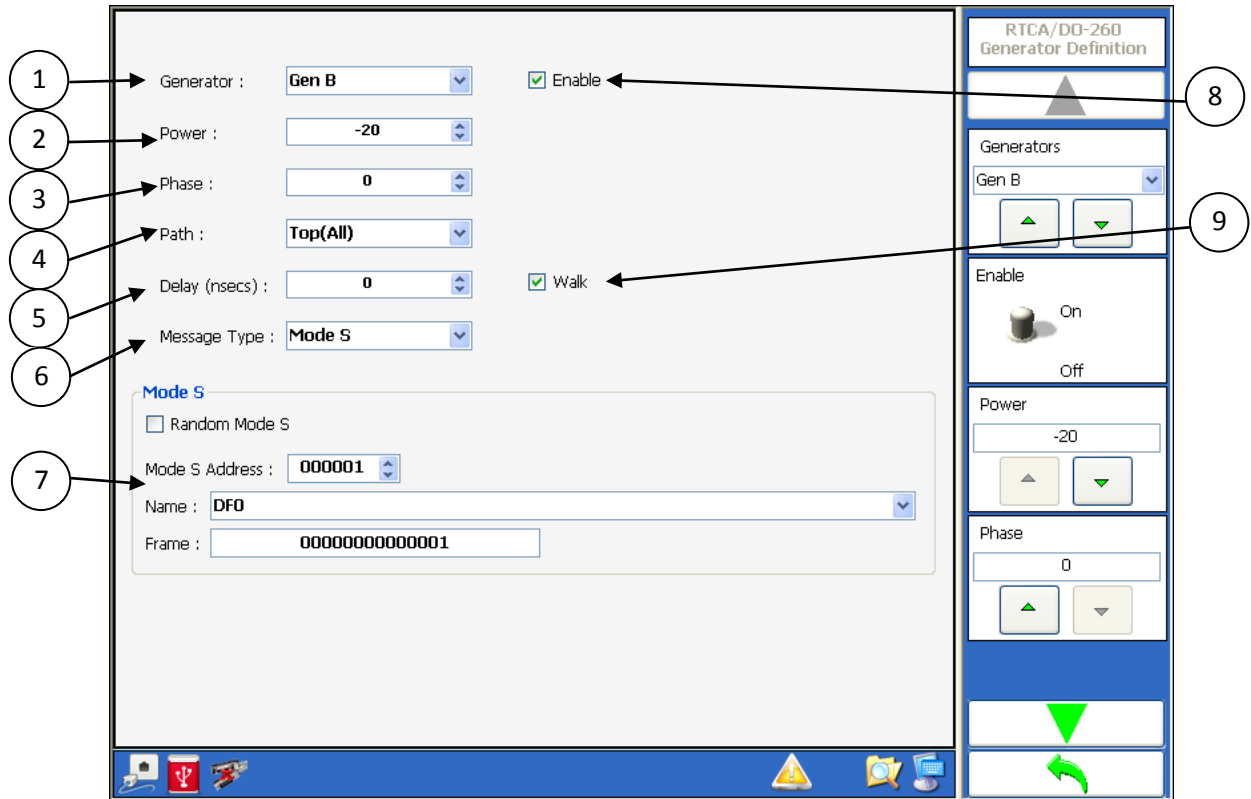 1
Generator :
Gen B
Enable
8
2
Power :
-20
3
Phase :
0
4
Path :
Top(All)
9
5
Delay (nsecs) :
0
Walk
6
Message Type :
Mode S
7
Mode S
Random Mode S
Mode S Address :
000001
Name :
DF0
Frame :
00000000000001
RTCA/DO-260
Generator Definition
Generators
Gen B
Enable
On
Off
Power
-20
Phase
0